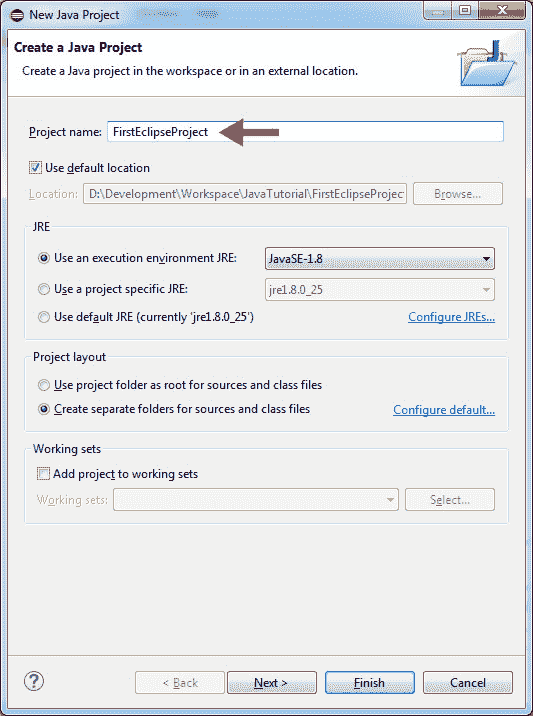 New Java Project
Create a Java Project
Create a Java project in the workspace or in an external location.
Project name: FirstEclipseProject
Use default location
Location: D:\Development\Workspace\JavaTutorial\FirstEclipseProjec Browse...
JRE
Use an execution environment JRE: JavaSE-1.8
Use a project specific JRE: jre1.8.0_25
Use default JRE (currently 'jre1.8.0_25') Configure JREs...
Project layout
Use project folder as root for sources and class files
Create separate folders for sources and class files Configure default...
Working sets
Add project to working sets
Working sets: Select...
? < Back Next > Finish Cancel